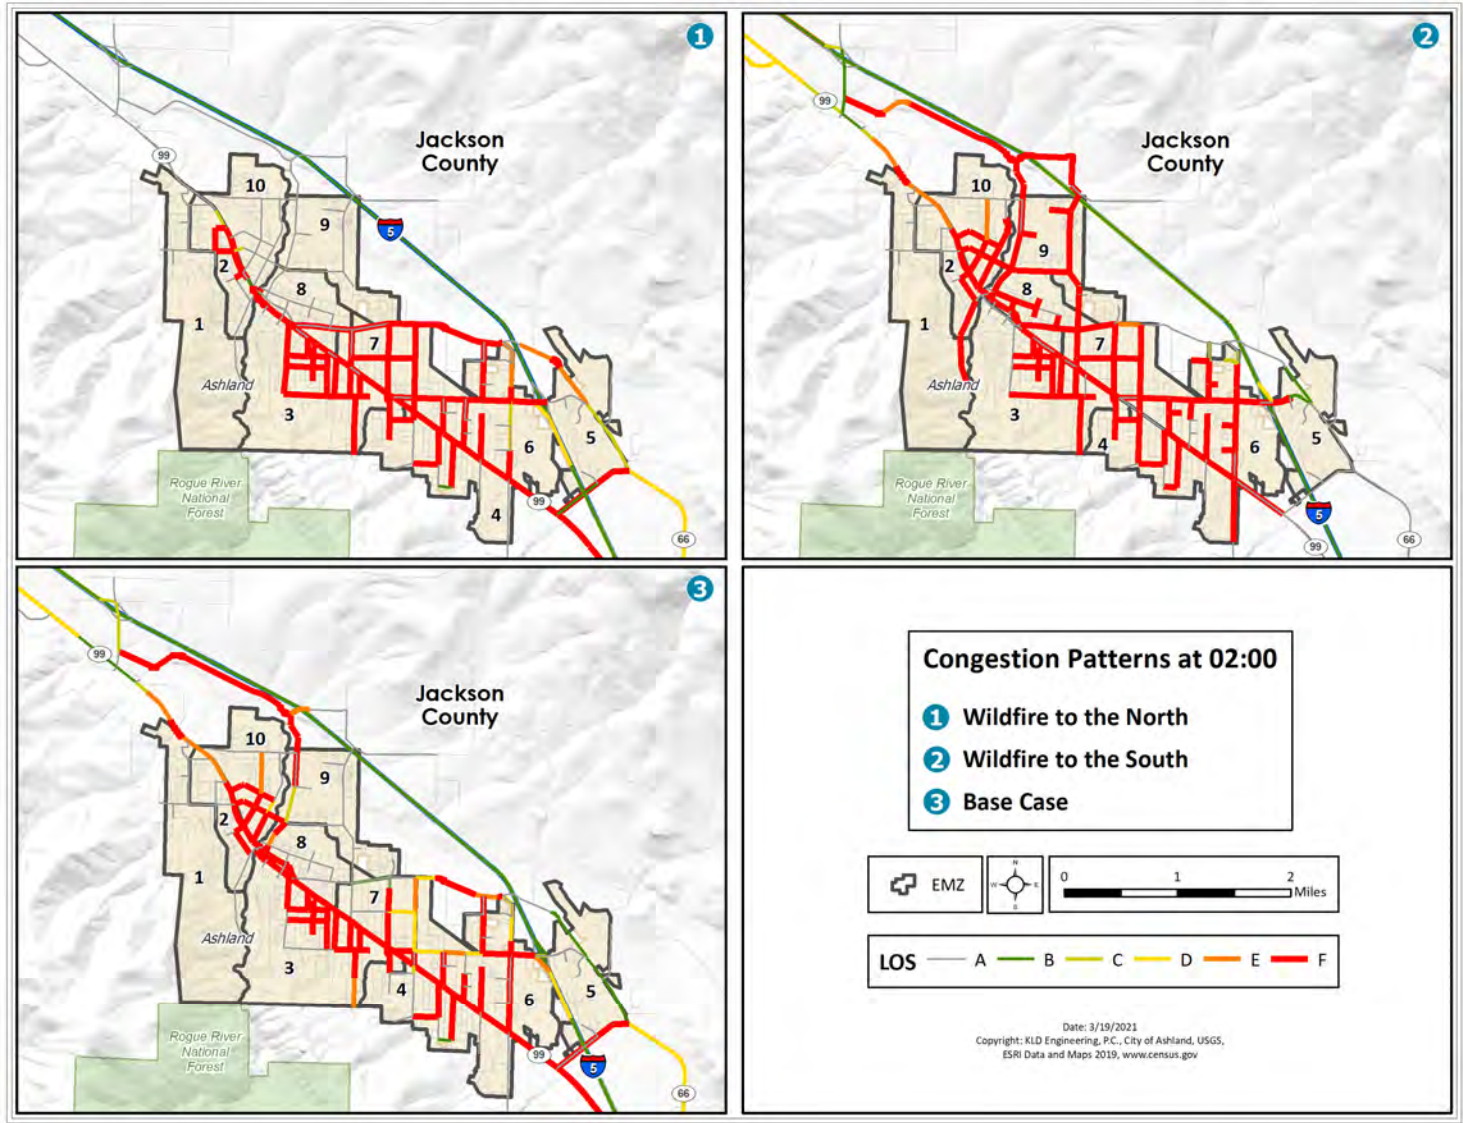 1
Jackson
County
99
5
10
9
2
8
1
7
Ashland
3
5
6
Rogue River
National
Forest
99
4
66
2
99
Jackson
County
10
9
2
8
1
7
Ashland
3
4
6
5
Rogue River
National
Forest
5
99
66
3
99
Jackson
County
10
9
2
8
1
7
Ashland
3
4
6
5
Rogue River
National
Forest
99
5
66
Congestion Patterns at 02:00
1 Wildfire to the North
2 Wildfire to the South
3 Base Case
EMZ
N
W E
S
0 1 2
Miles
LOS A B C D E F
Date: 3/19/2021
Copyright: KLD Engineering, P.C., City of Ashland, USGS,
ESRI Data and Maps 2019, www.census.gov